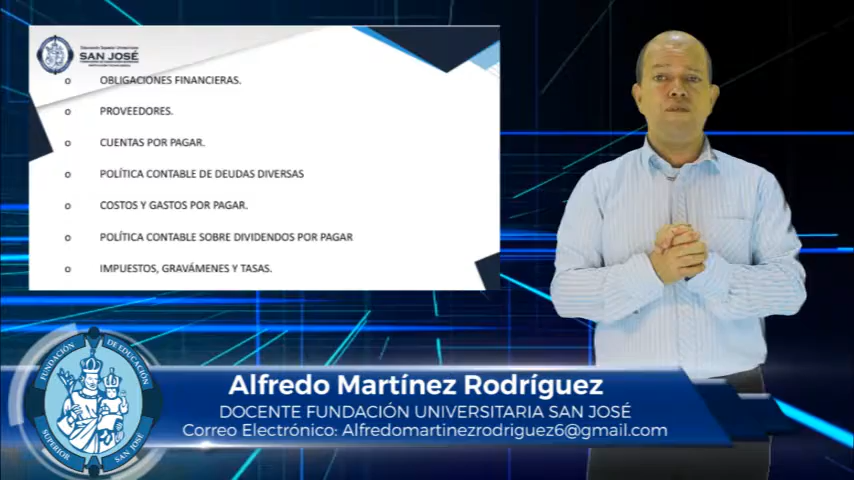 SAN JOSÉ
o OBLIGACIONES FINANCIERAS.
o PROVEEDORES.
o CUENTAS POR PAGAR.
o POLÍTICA CONTABLE DE DEUDAS DIVERSAS
o COSTOS Y GASTOS POR PAGAR.
o POLÍTICA CONTABLE SOBRE DIVIDENDOS POR PAGAR
o IMPUESTOS, GRAVÁMENES Y TASAS.
FUNDACIÓN DE EDUCACIÓN
SUPERIOR SAN JOSÉ
Alfredo Martínez Rodríguez
DOCENTE FUNDACIÓN UNIVERSITARIA SAN JOSÉ
Correo Electrónico: Alfredomartinezrodriguez6@gmail.com